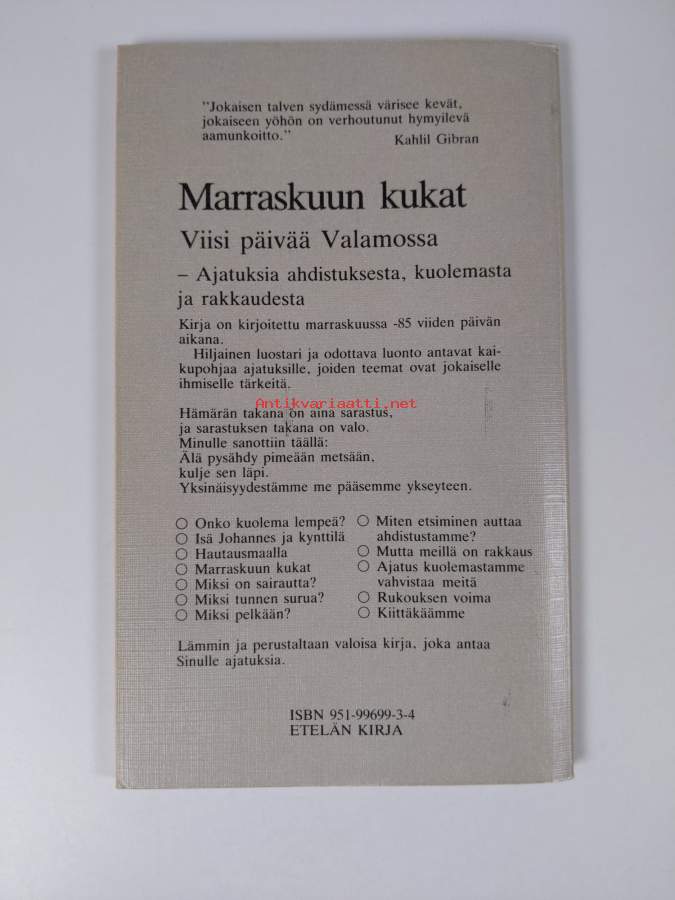 "Jokaisen talven sydämessä värisee kevät,
jokaiseen yöhön on verhoutunut hymyilevä
aamunkoitto."
Kahlil Gibran
Marraskuun kukat
Viisi päivää Valamossa
– Ajatuksia ahdistuksesta, kuolemasta
ja rakkaudesta
Kirja on kirjoitettu marraskuussa -85 viiden päivän
aikana.
Hiljainen luostari ja odottava luonto antavat kai-
kupohjaa ajatuksille, joiden teemat ovat jokaiselle
ihmiselle tärkeitä.
Antikvariaatti.net
Hämärän takana on aina sarastus,
ja sarastuksen takana on valo.
Minulle sanottiin täällä:
Älä pysähdy pimeään metsään,
kulje sen läpi.
Yksinäisyydestämme me pääsemme ykseyteen.
○ Onko kuolema lempeä?
○ Isä Johannes ja kynttilä
○ Hautausmaalla
○ Marraskuun kukat
○ Miksi on sairautta?
○ Miksi tunnen surua?
○ Miksi pelkään?
○ Miten etsiminen auttaa
ahdistustamme?
○ Mutta meillä on rakkaus
○ Ajatus kuolemastamme
vahvistaa meitä
○ Rukouksen voima
○ Kiittäkäämme
Lämmin ja perustaltaan valoisa kirja, joka antaa
Sinulle ajatuksia.
ISBN 951-99699-3-4
ETELÄN KIRJA